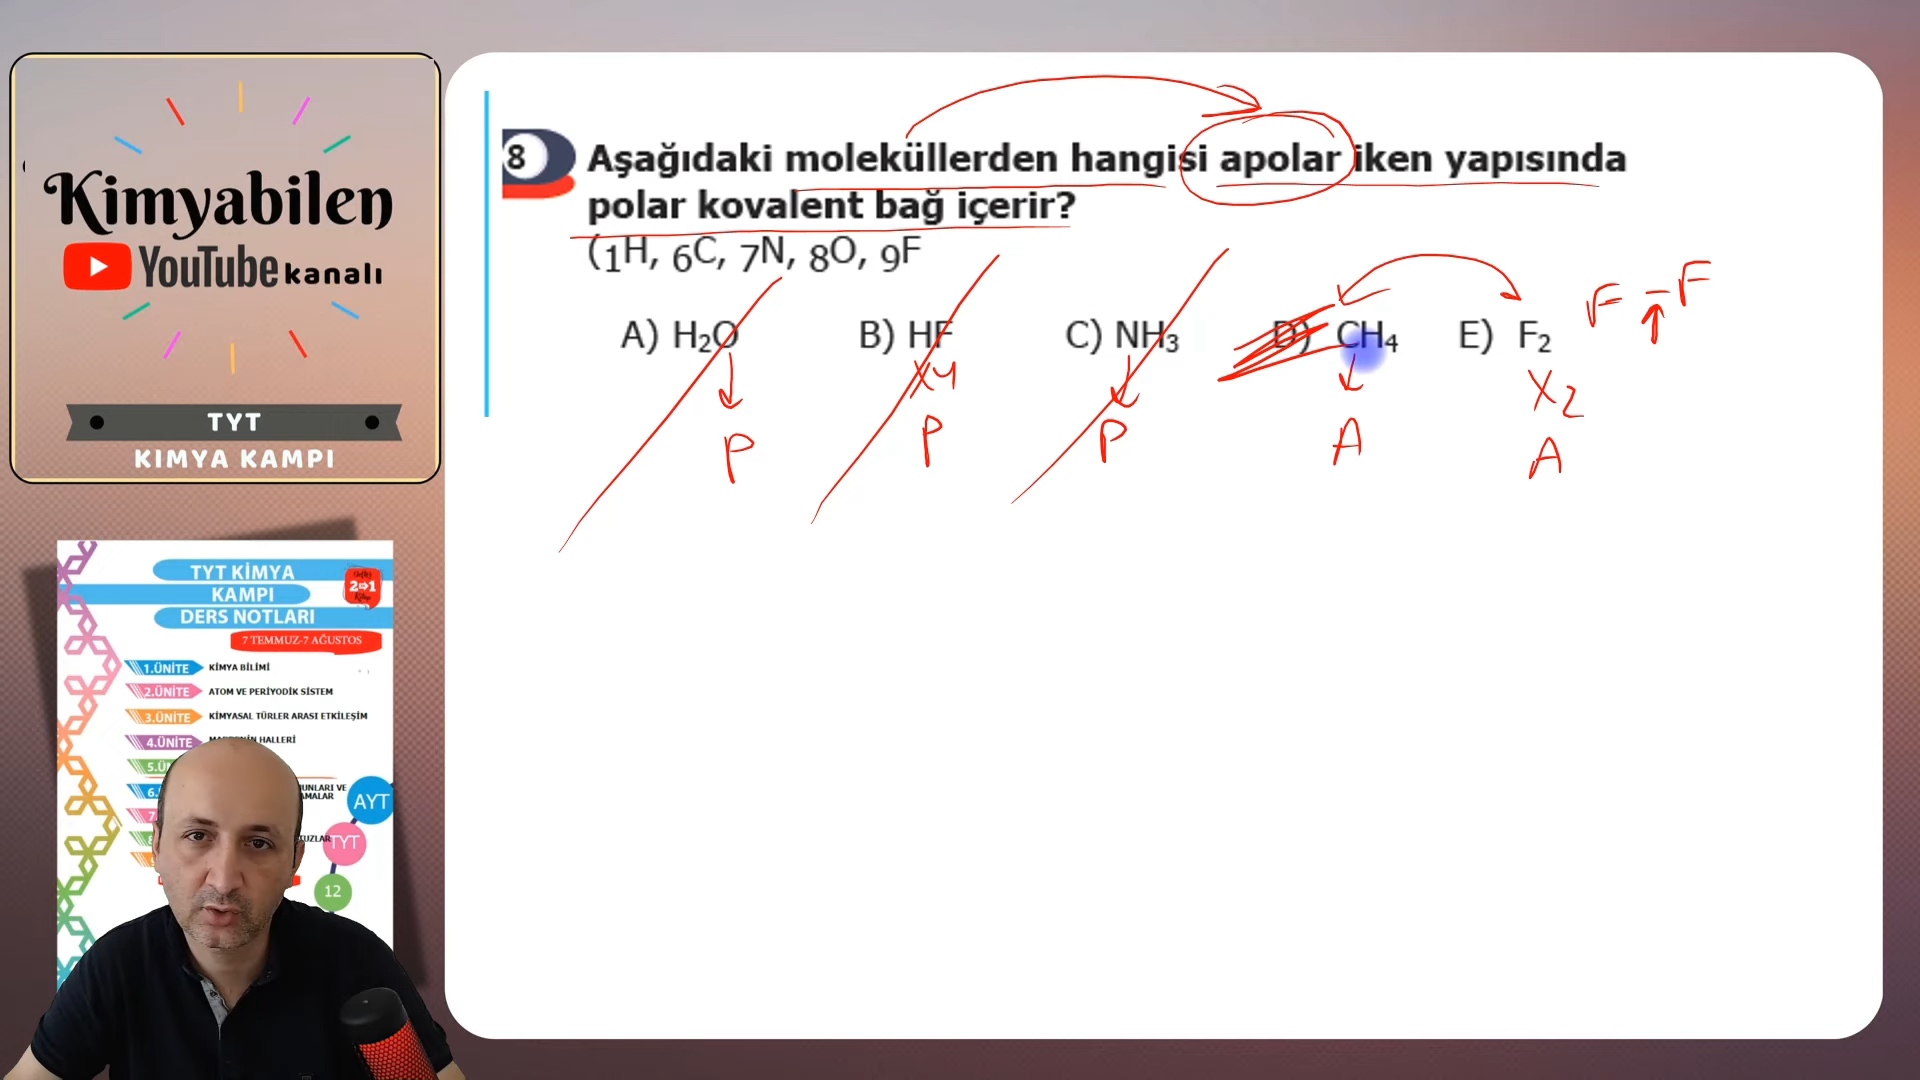 Kimyabilen
YouTube kanalı
TYT
KIMYA KAMPI
8
Aşağıdaki moleküllerden hangisi apolar iken yapısında
polar kovalent bağ içerir?
(₁H, ₆C, ₇N, ₈O, ₉F
F – F
A) H₂O B) HF C) NH₃ D) CH₄ E) F₂
XY
X₂
P P P A A
TYT KİMYA
KAMPI
DERS NOTLARI
2⇨1
7 TEMMUZ-7 AĞUSTOS
1.ÜNİTE KİMYA BİLİMİ
2.ÜNİTE ATOM VE PERİYODİK SİSTEM
3.ÜNİTE KİMYASAL TÜRLER ARASI ETKİLEŞİM
4.ÜNİTE HALLERİ
AYT
TYT
12